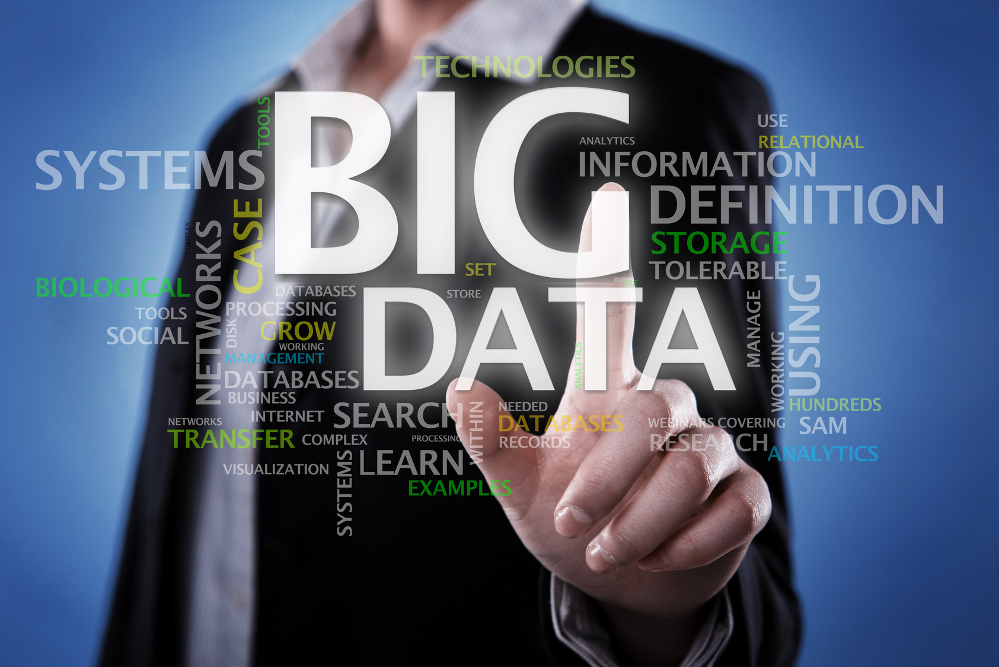 TECHNOLOGIES
BIG
DATA
TOOLS
SYSTEMS
CASE
COMPLEX
NETWORKS
BIOLOGICAL
TOOLS
SOCIAL
DATABASES
PROCESSING
DISK
GROW
WORKING
MANAGEMENT
DATABASES
BUSINESS
INTERNET
NETWORKS
TRANSFER
COMPLEX
VISUALIZATION
SYSTEMS
SEARCH
PROCESSING
LEARN
EXAMPLES
WITHIN
SET
STORE
TIME
ANALYTICS
NEEDED
DATABASES
RECORDS
USE
RELATIONAL
ANALYTICS
INFORMATION
DEFINITION
STORAGE
TOLERABLE
MANAGE
USING
WORKING
HUNDREDS
WEBINARS COVERING
SAM
RESEARCH
ANALYTICS